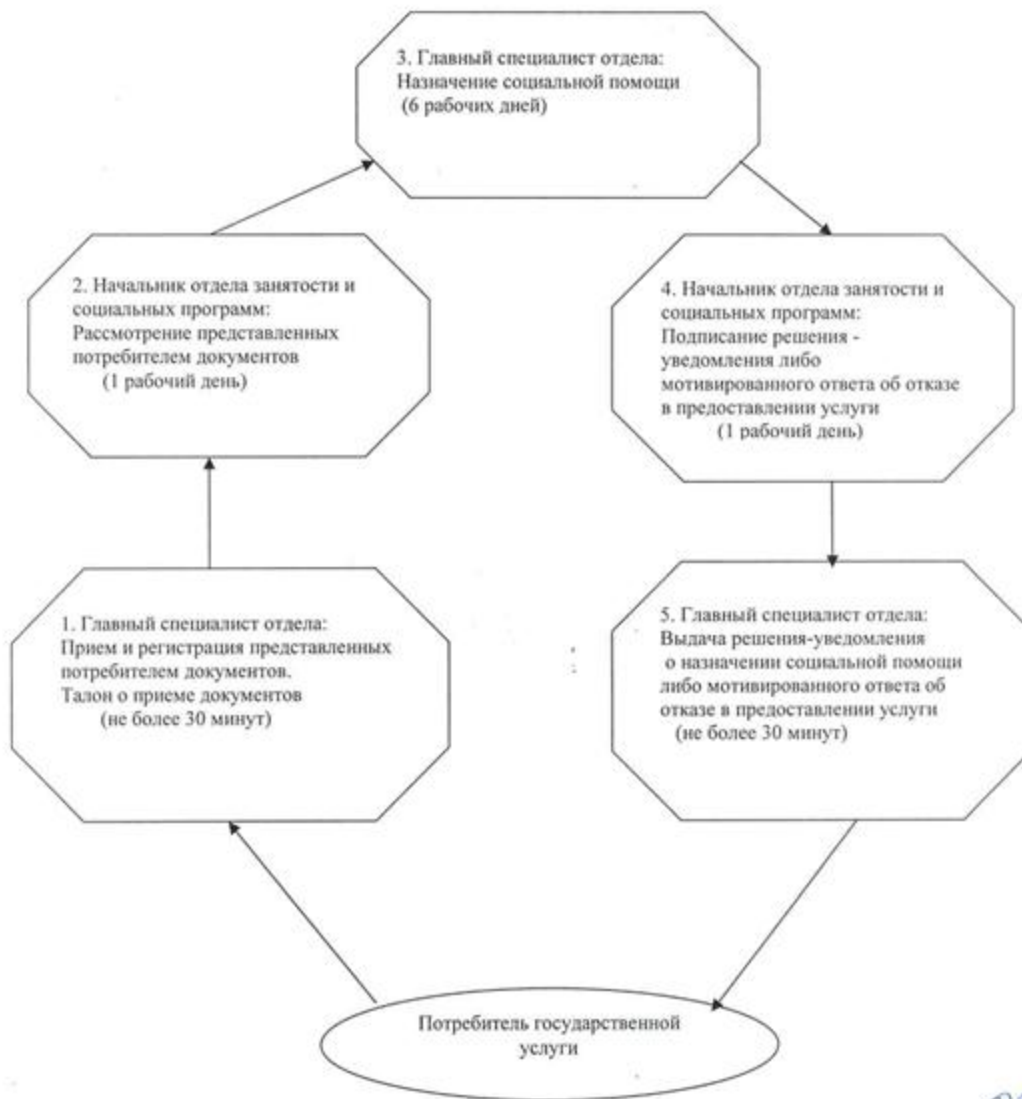 3. Главный специалист отдела:
Назначение социальной помощи
(6 рабочих дней)
2. Начальник отдела занятости и
социальных программ:
Рассмотрение представленных
потребителем документов
(1 рабочий день)
4. Начальник отдела занятости и
социальных программ:
Подписание решения -
уведомления либо
мотивированного ответа об отказе
в предоставлении услуги
(1 рабочий день)
1. Главный специалист отдела:
Прием и регистрация представленных
потребителем документов.
Талон о приеме документов
(не более 30 минут)
5. Главный специалист отдела:
Выдача решения-уведомления
о назначении социальной помощи
либо мотивированного ответа об
отказе в предоставлении услуги
(не более 30 минут)
Потребитель государственной
услуги